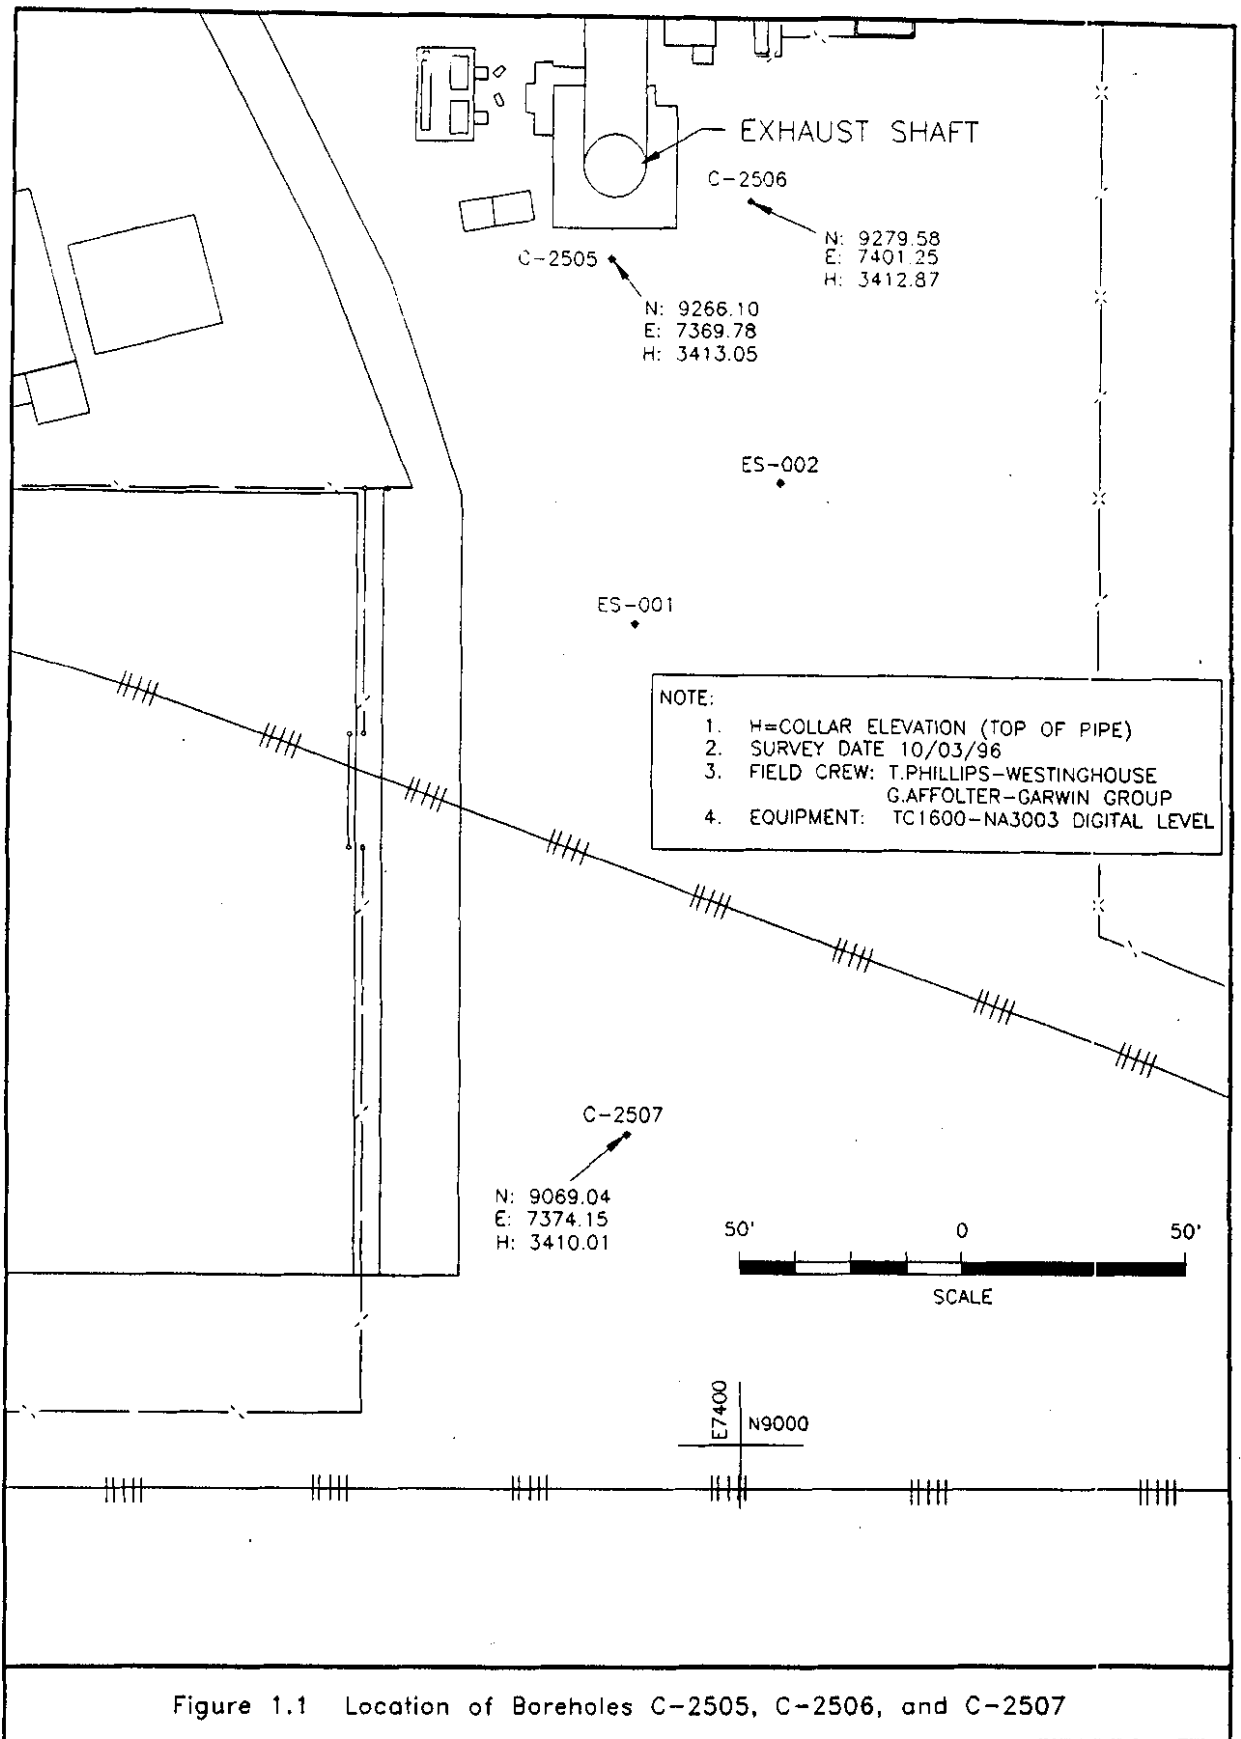 EXHAUST SHAFT
C-2506
N: 9279.58
E: 7401.25
H: 3412.87
C-2505
N: 9266.10
E: 7369.78
H: 3413.05
ES-002
ES-001
NOTE:
1. H=COLLAR ELEVATION (TOP OF PIPE)
2. SURVEY DATE 10/03/96
3. FIELD CREW: T.PHILLIPS-WESTINGHOUSE
G.AFFOLTER-GARWIN GROUP
4. EQUIPMENT: TC1600-NA3003 DIGITAL LEVEL
C-2507
N: 9069.04
E: 7374.15
H: 3410.01
50' 0 50'
SCALE
E7400
N9000
Figure 1.1 Location of Boreholes C-2505, C-2506, and C-2507